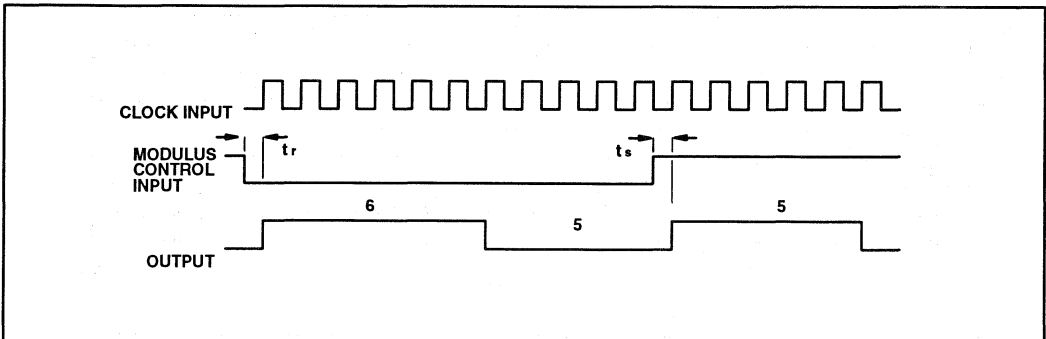 CLOCK INPUT
MODULUS
CONTROL
INPUT
tr
ts
6
5
5
OUTPUT